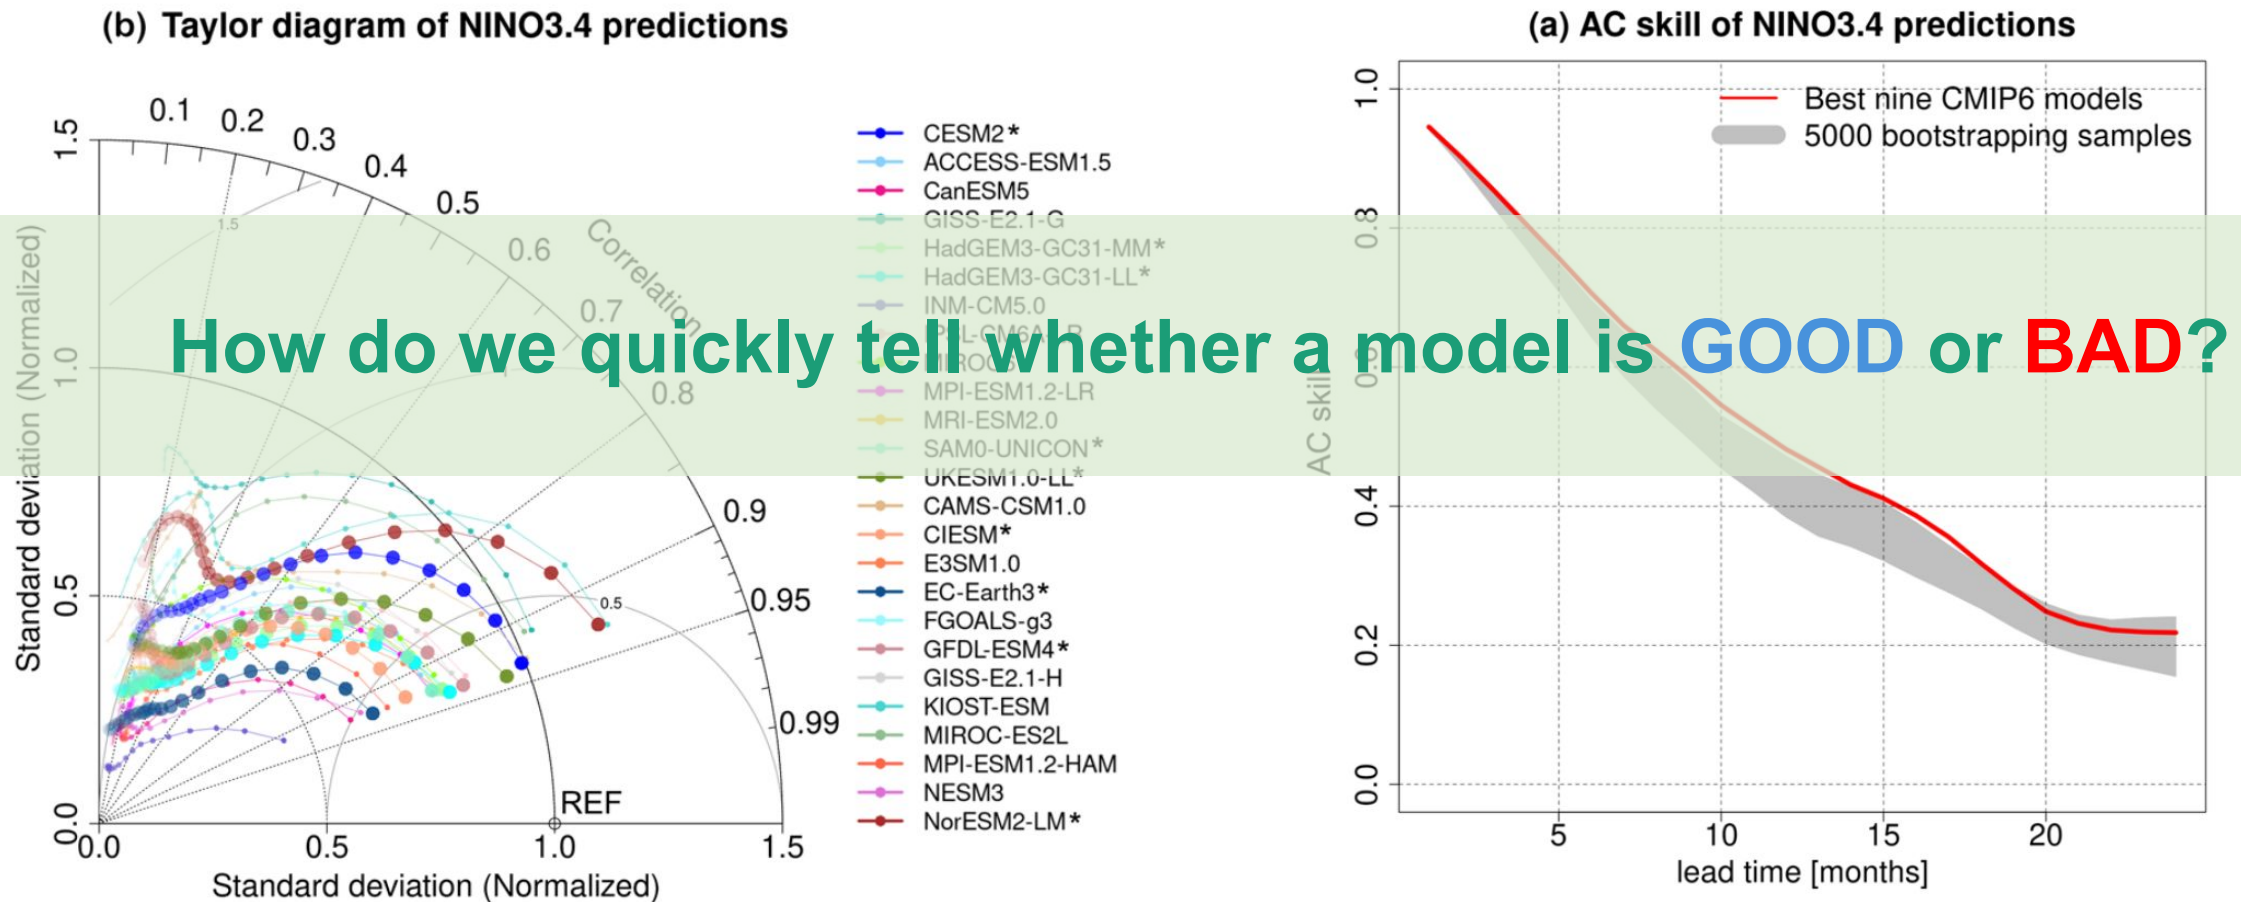 (b) Taylor diagram of NINO3.4 predictions
0.1
0.2
0.3
0.4
0.5
0.6
0.7
0.8
0.9
0.95
0.99
Correlation
1.5
1.0
0.5
0.0
Standard deviation (Normalized)
1.5
0.5
REF
0.0
0.5
1.0
1.5
Standard deviation (Normalized)
CESM2*
ACCESS-ESM1.5
CanESM5
GISS-E2.1-G
HadGEM3-GC31-MM*
HadGEM3-GC31-LL*
INM-CM5.0
MPI-ESM1.2-LR
MRI-ESM2.0
SAM0-UNICON*
UKESM1.0-LL*
CAMS-CSM1.0
CIESM*
E3SM1.0
EC-Earth3*
FGOALS-g3
GFDL-ESM4*
GISS-E2.1-H
KIOST-ESM
MIROC-ES2L
MPI-ESM1.2-HAM
NESM3
NorESM2-LM*
How do we quickly tell whether a model is GOOD or BAD?
(a) AC skill of NINO3.4 predictions
Best nine CMIP6 models
5000 bootstrapping samples
1.0
0.8
0.6
0.4
0.2
0.0
AC skill
5
10
15
20
lead time [months]